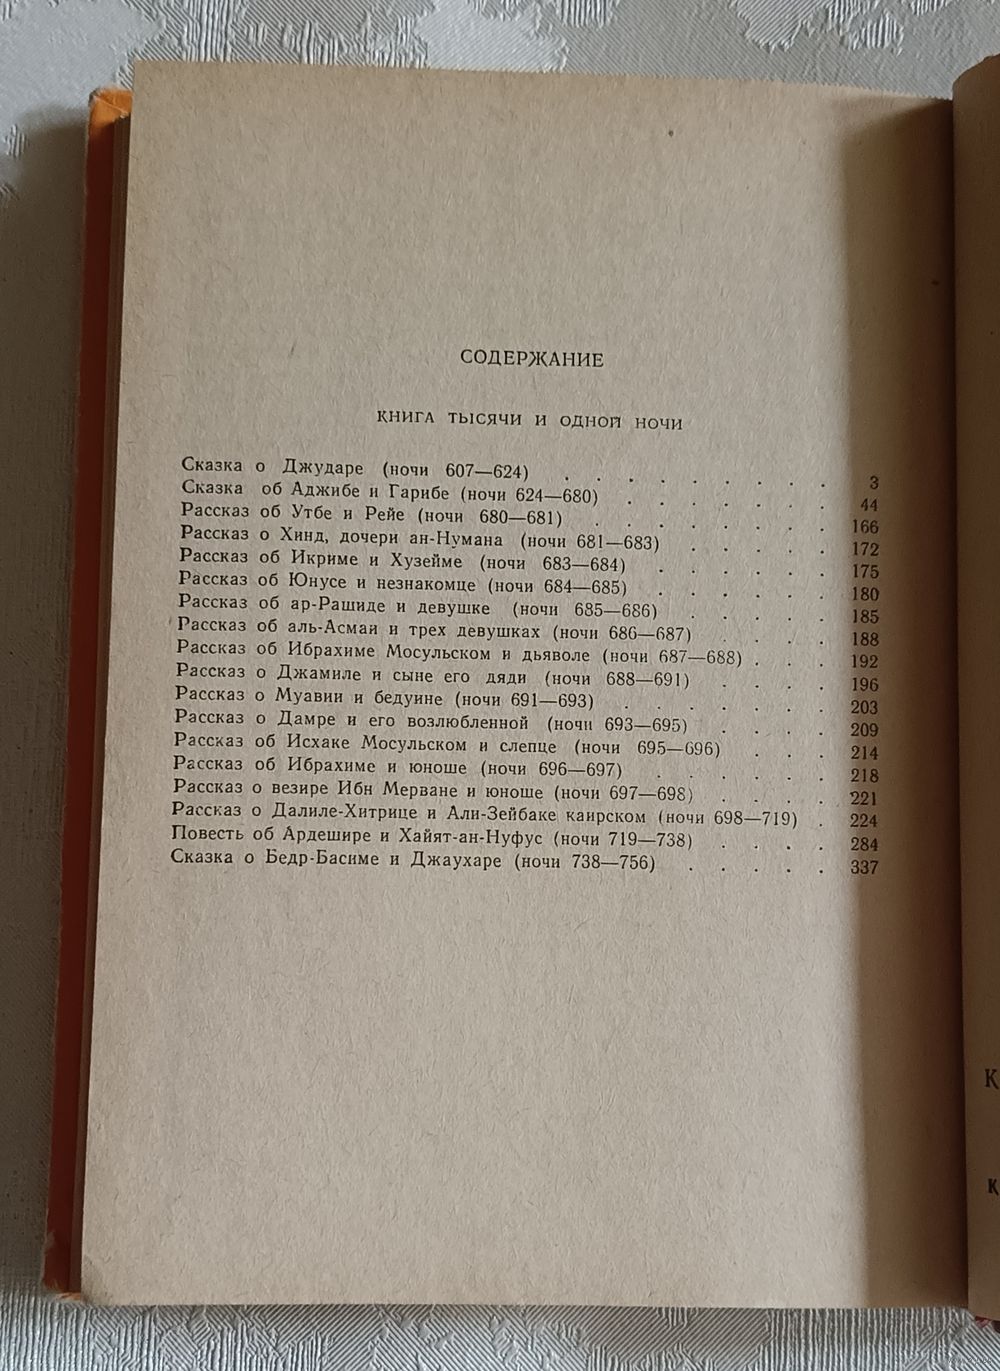 СОДЕРЖАНИЕ
КНИГА ТЫСЯЧИ И ОДНОЙ НОЧИ
Сказка о Джударе (ночи 607—624) . . . . . . . . . 3
Сказка об Аджибе и Гарибе (ночи 624—680) . . . . . . . 44
Рассказ об Утбе и Рейе (ночи 680—681) . . . . . . . . 166
Рассказ о Хинд, дочери ан-Нумана (ночи 681—683) . . . . . 172
Рассказ об Икриме и Хузейме (ночи 683—684) . . . . . . 175
Рассказ об Юнусе и незнакомце (ночи 684—685) . . . . . . 180
Рассказ об ар-Рашиде и девушке (ночи 685—686) . . . . . 185
Рассказ об аль-Асмаи и трех девушках (ночи 686—687) . . . . 188
Рассказ об Ибрахиме Мосульском и дьяволе (ночи 687—688) . . . 192
Рассказ о Джамиле и сыне его дяди (ночи 688—691) . . . . 196
Рассказ о Муавии и бедуине (ночи 691—693) . . . . . . . 203
Рассказ о Дамре и его возлюбленной (ночи 693—695) . . . . 209
Рассказ об Исхаке Мосульском и слепце (ночи 695—696) . . . 214
Рассказ об Ибрахиме и юноше (ночи 696—697) . . . . . . 218
Рассказ о везире Ибн Мерване и юноше (ночи 697—698) . . . . 221
Рассказ о Далиле-Хитрице и Али-Зейбаке каирском (ночи 698—719) . 224
Повесть об Ардешире и Хайят-ан-Нуфус (ночи 719—738) . . . . 284
Сказка о Бедр-Басиме и Джаухаре (ночи 738—756) . . . . . 337
К
К